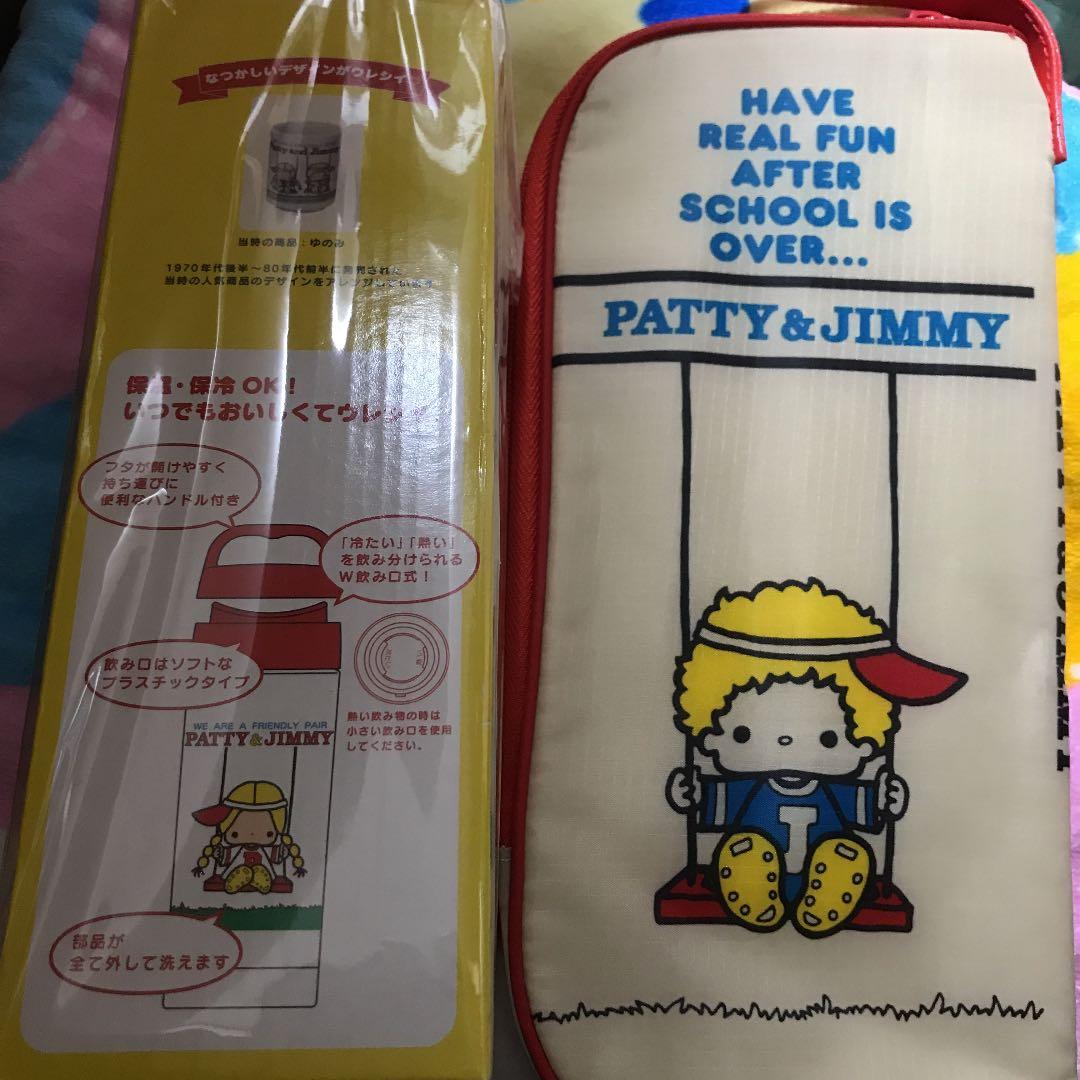 なつかしいデザインがウレシイ
Patty and Jimmy
当時の商品：ゆのみ
1970年代後半～80年代前半に発売された
当時の人気商品のデザインをアレンジしています
保温・保冷 OK！
いつでもおいしくてウレシイ
フタが開けやすく
持ち運びに
便利なハンドル付き
「冷たい」「熱い」
を飲み分けられる
W飲み口式！
飲み口はソフトな
プラスチックタイプ
熱い飲み物の時は
小さい飲み口を使用
してください。
WE ARE A FRIENDLY PAIR
PATTY & JIMMY
P
部品が
全て外して洗えます
HAVE
REAL FUN
AFTER
SCHOOL IS
OVER...
PATTY & JIMMY
J
PATTY & JIMMY